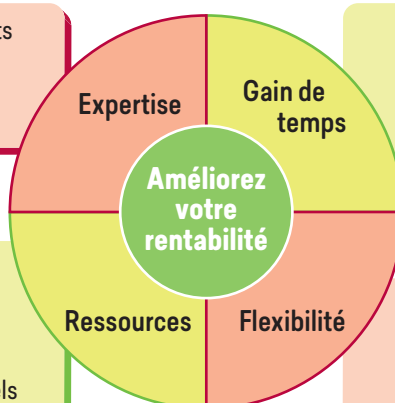 Expertise
Gain de
temps
Améliorez
votre
rentabilité
Ressources
Flexibilité